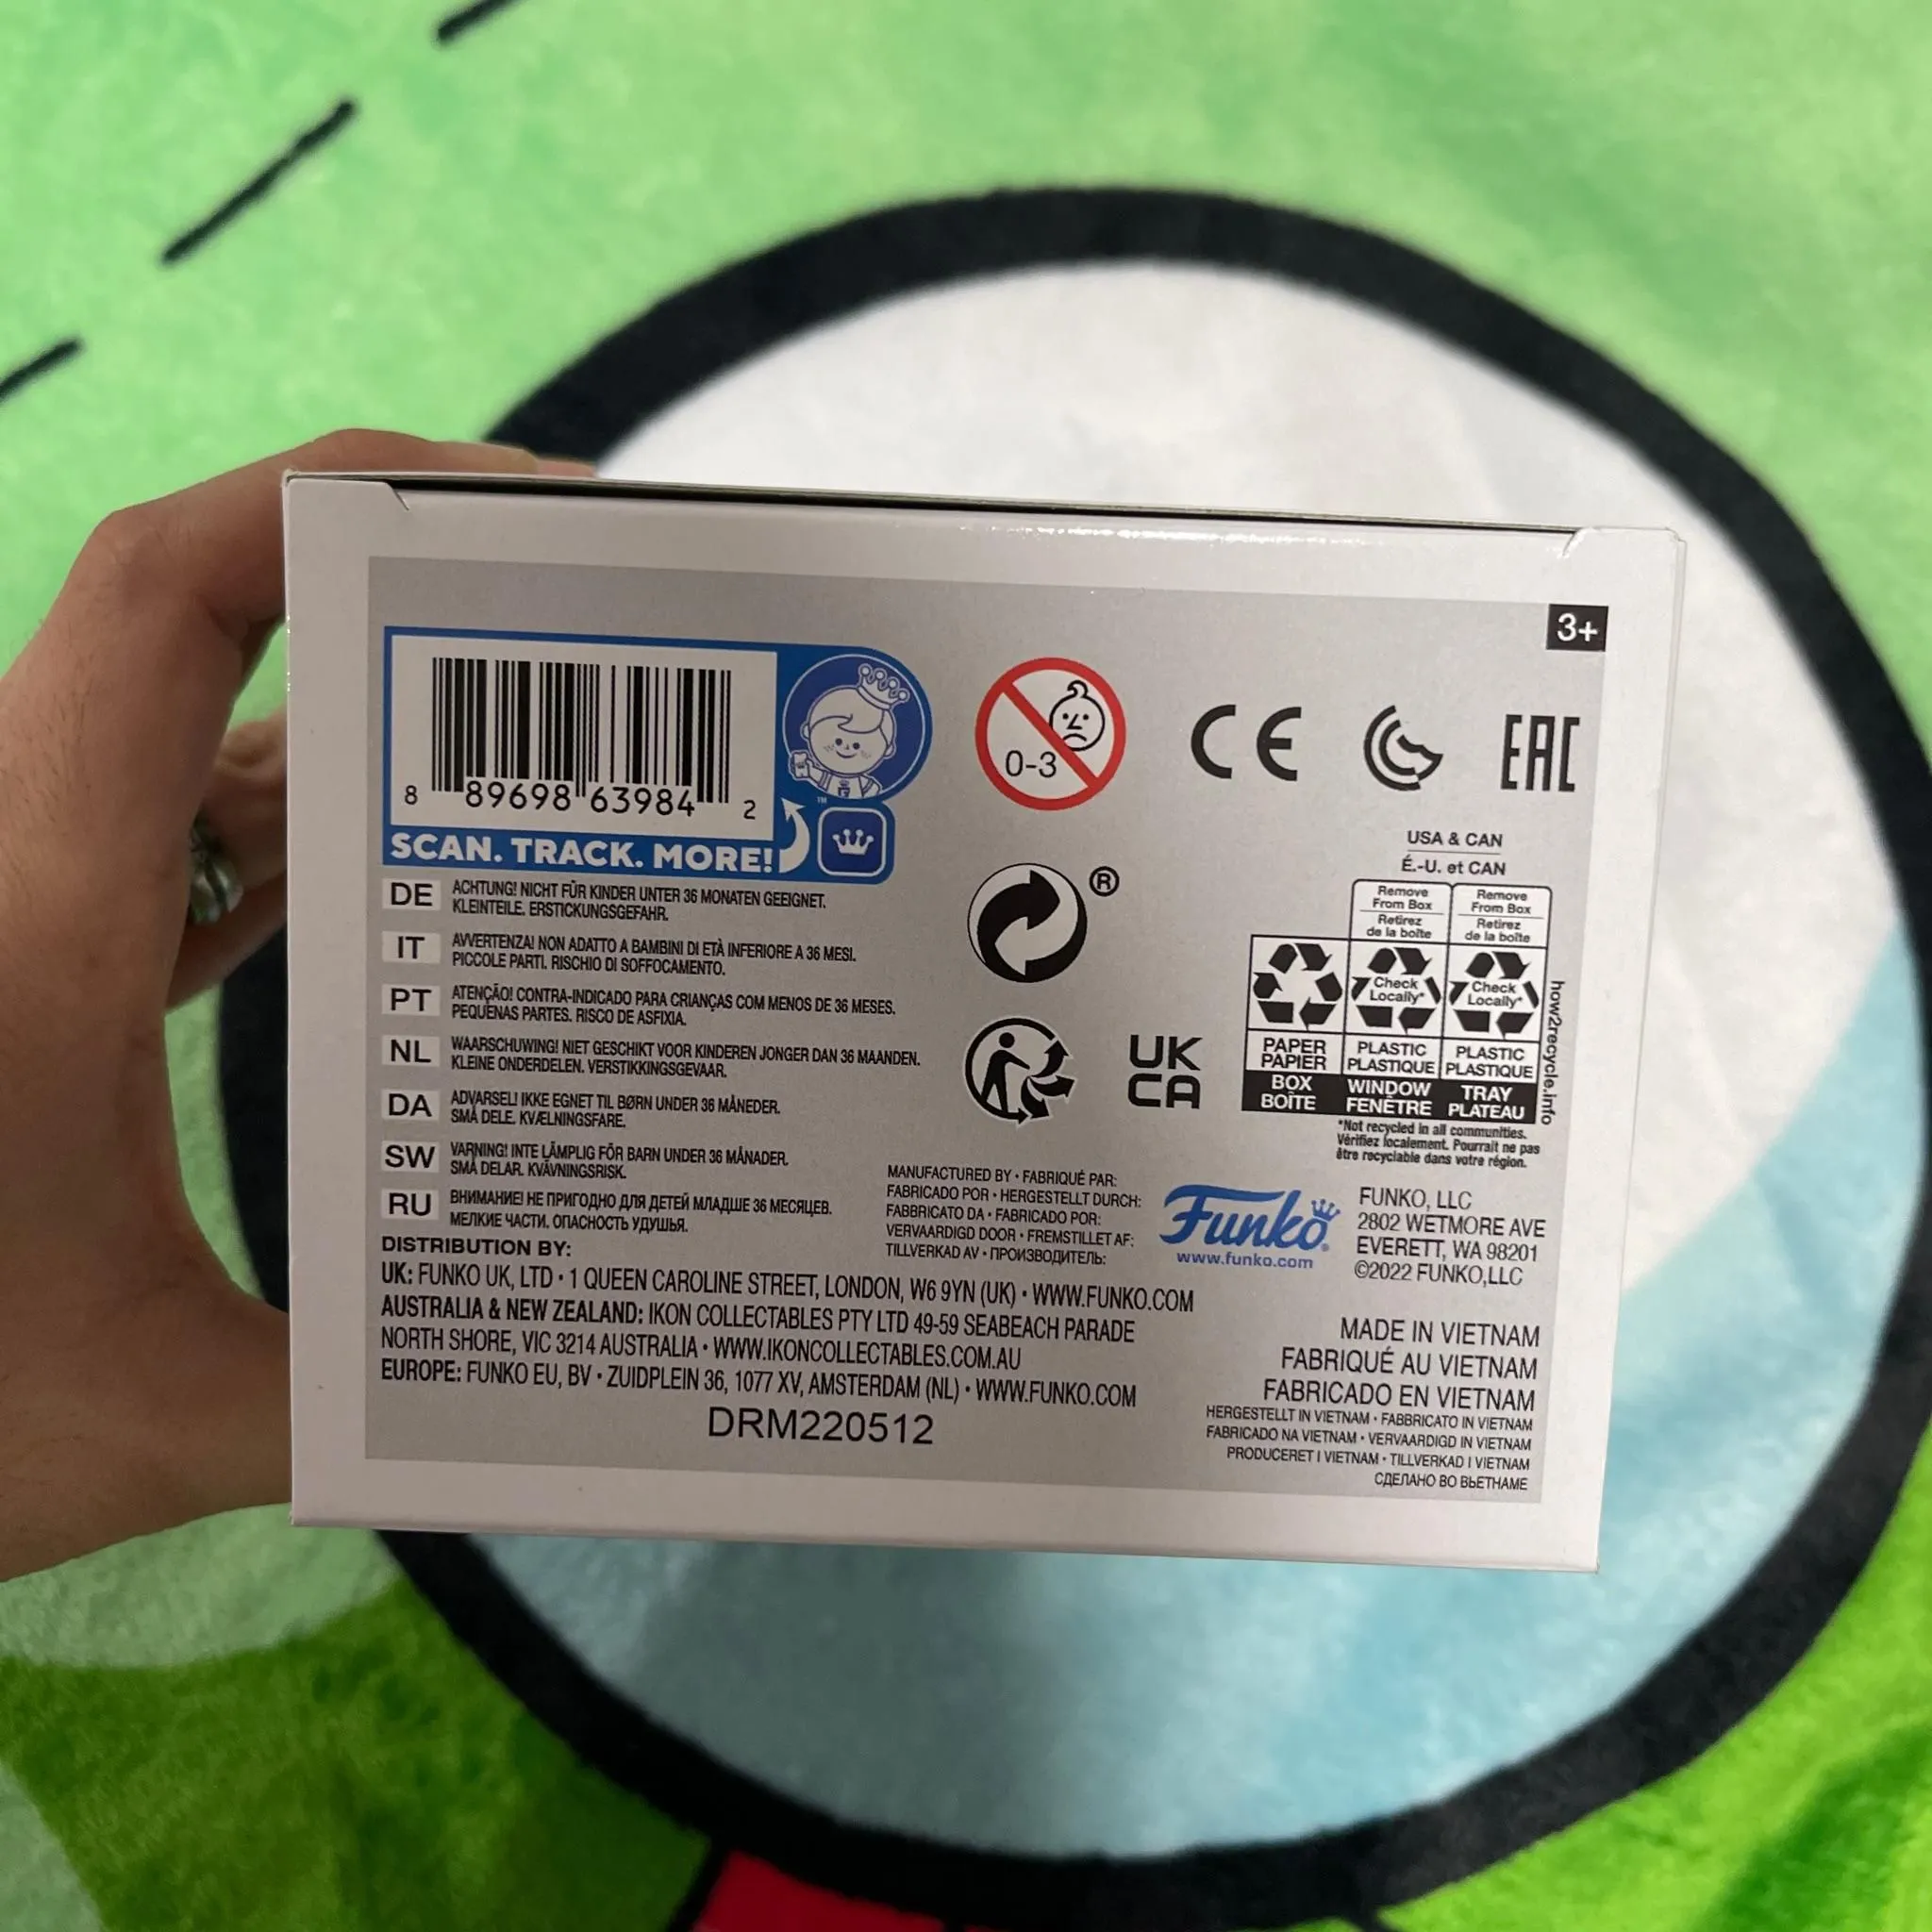 3+
8 89698 63984 2
™
SCAN. TRACK. MORE!
0-3
CE
EAC
®
DE ACHTUNG! NICHT FÜR KINDER UNTER 36 MONATEN GEEIGNET.
KLEINTEILE. ERSTICKUNGSGEFAHR.
IT AVVERTENZA! NON ADATTO A BAMBINI DI ETÀ INFERIORE A 36 MESI.
PICCOLE PARTI. RISCHIO DI SOFFOCAMENTO.
PT ATENÇÃO! CONTRA-INDICADO PARA CRIANÇAS COM MENOS DE 36 MESES.
PEQUENAS PARTES. RISCO DE ASFIXIA.
NL WAARSCHUWING! NIET GESCHIKT VOOR KINDEREN JONGER DAN 36 MAANDEN.
KLEINE ONDERDELEN. VERSTIKKINGSGEVAAR.
DA ADVARSEL! IKKE EGNET TIL BØRN UNDER 36 MÅNEDER.
SMÅ DELE. KVÆLNINGSFARE.
SW VARNING! INTE LÄMPLIG FÖR BARN UNDER 36 MÅNADER.
SMÅ DELAR. KVÄVNINGSRISK.
RU ВНИМАНИЕ! НЕ ПРИГОДНО ДЛЯ ДЕТЕЙ МЛАДШЕ 36 МЕСЯЦЕВ.
МЕЛКИЕ ЧАСТИ. ОПАСНОСТЬ УДУШЬЯ.
UK
CA
USA & CAN
É.-U. et CAN
Remove
From Box
Retirez
de la boîte
Remove
From Box
Retirez
de la boîte
Check
Locally*
Check
Locally*
PAPER
PAPIER
PLASTIC
PLASTIQUE
PLASTIC
PLASTIQUE
BOX
BOÎTE
WINDOW
FENÊTRE
TRAY
PLATEAU
how2recycle.info
*Not recycled in all communities.
Vérifiez localement. Pourrait ne pas
être recyclable dans votre région.
MANUFACTURED BY • FABRIQUÉ PAR:
FABRICADO POR • HERGESTELLT DURCH:
FABBRICATO DA • FABRICADO POR:
VERVAARDIGD DOOR • FREMSTILLET AF:
TILLVERKAD AV • ПРОИЗВОДИТЕЛЬ:
Funko®
www.funko.com
FUNKO, LLC
2802 WETMORE AVE
EVERETT, WA 98201
©2022 FUNKO,LLC
DISTRIBUTION BY:
UK: FUNKO UK, LTD • 1 QUEEN CAROLINE STREET, LONDON, W6 9YN (UK) • WWW.FUNKO.COM
AUSTRALIA & NEW ZEALAND: IKON COLLECTABLES PTY LTD 49-59 SEABEACH PARADE
NORTH SHORE, VIC 3214 AUSTRALIA • WWW.IKONCOLLECTABLES.COM.AU
EUROPE: FUNKO EU, BV • ZUIDPLEIN 36, 1077 XV, AMSTERDAM (NL) • WWW.FUNKO.COM
DRM220512
MADE IN VIETNAM
FABRIQUÉ AU VIETNAM
FABRICADO EN VIETNAM
HERGESTELLT IN VIETNAM • FABBRICATO IN VIETNAM
FABRICADO NA VIETNAM • VERVAARDIGD IN VIETNAM
PRODUCERET I VIETNAM • TILLVERKAD I VIETNAM
СДЕЛАНО ВО ВЬЕТНАМЕ